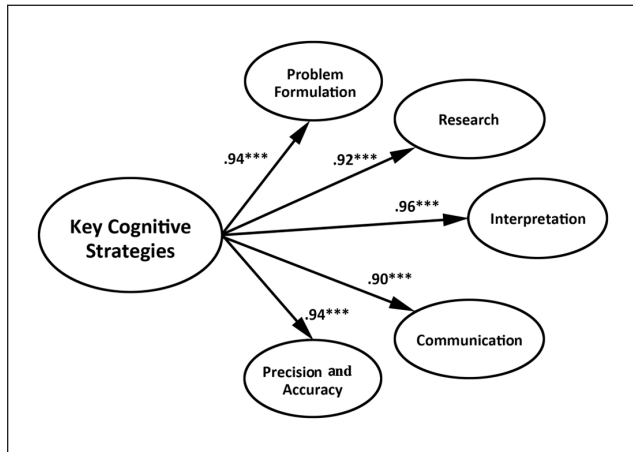 Problem
Formulation
Research
.94***
.92***
.96***
Interpretation
Key Cognitive
Strategies
.90***
.94***
Communication
Precision and
Accuracy